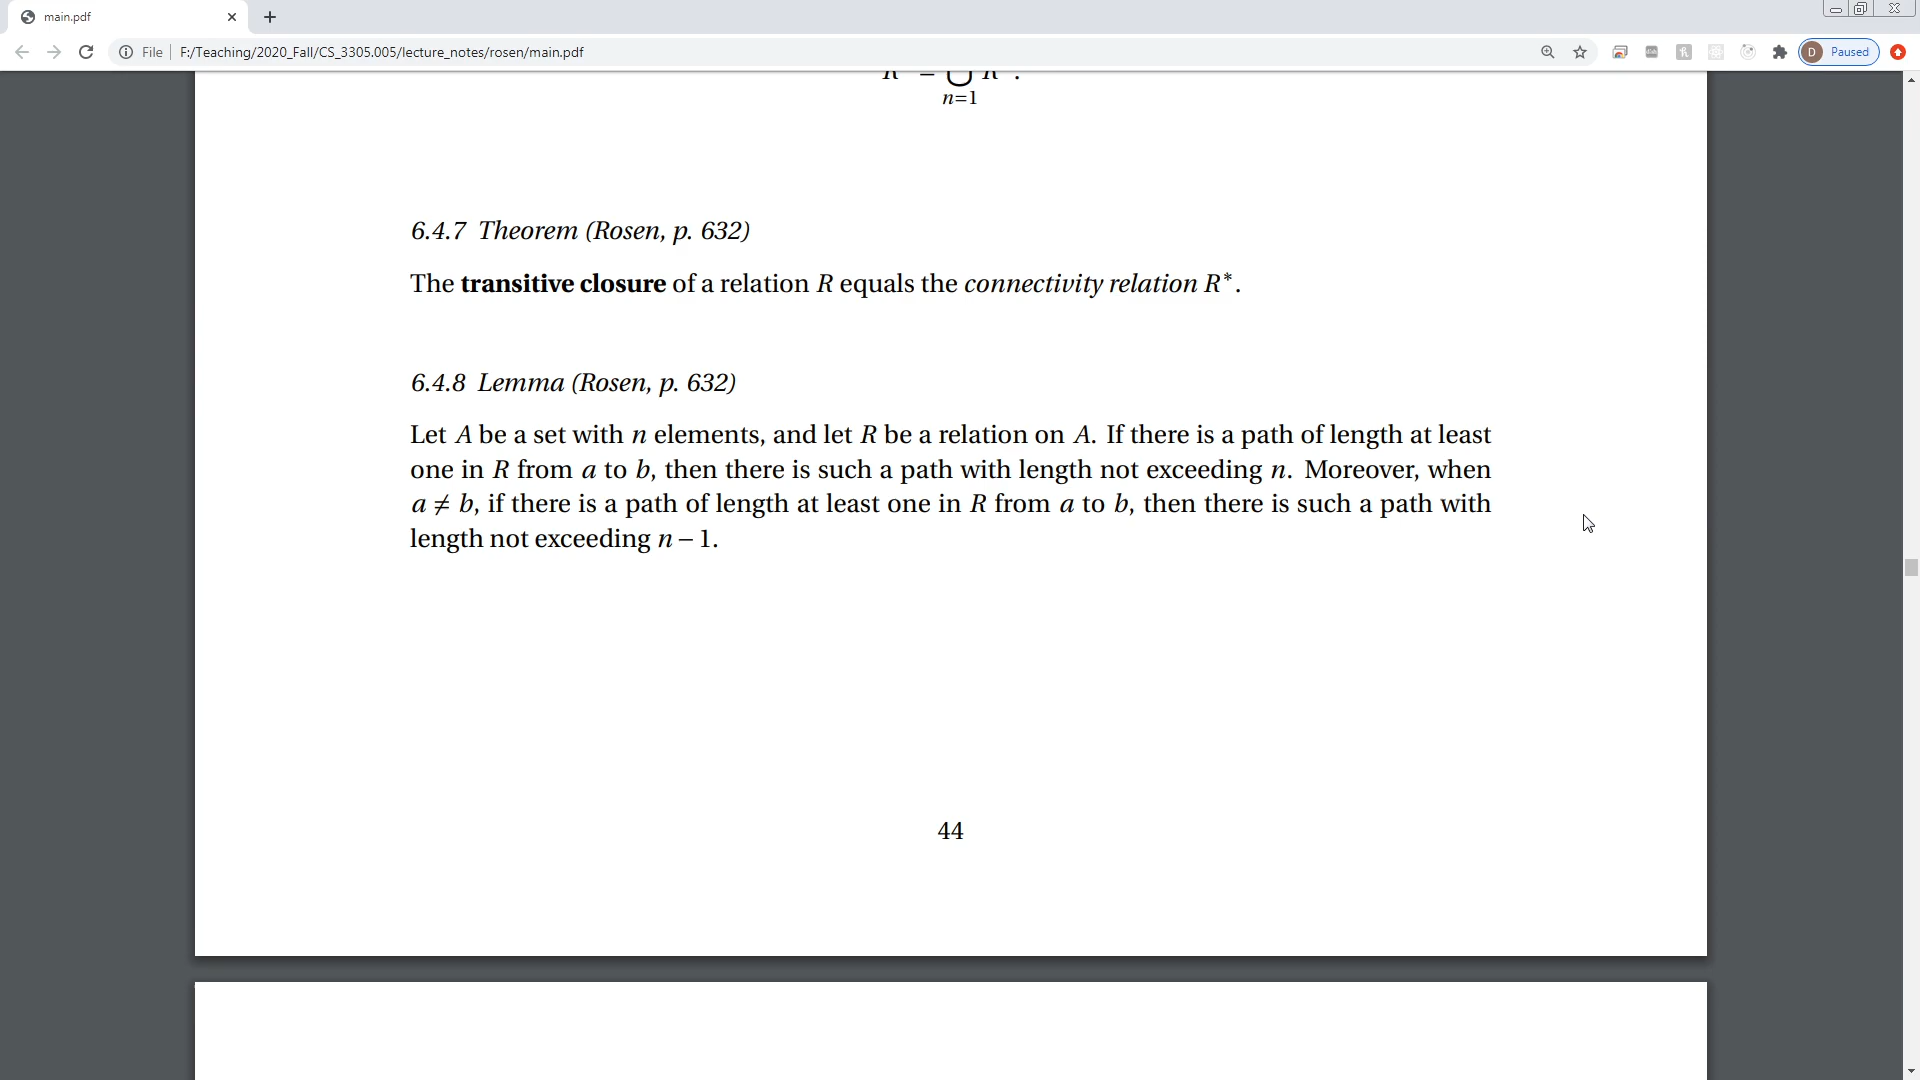 main.pdf
File F:/Teaching/2020_Fall/CS_3305.005/lecture_notes/rosen/main.pdf
D Paused
n=1
6.4.7 Theorem (Rosen, p. 632)
The transitive closure of a relation R equals the connectivity relation R*.
6.4.8 Lemma (Rosen, p. 632)
Let A be a set with n elements, and let R be a relation on A. If there is a path of length at least
one in R from a to b, then there is such a path with length not exceeding n. Moreover, when
a ≠ b, if there is a path of length at least one in R from a to b, then there is such a path with
length not exceeding n − 1.
44